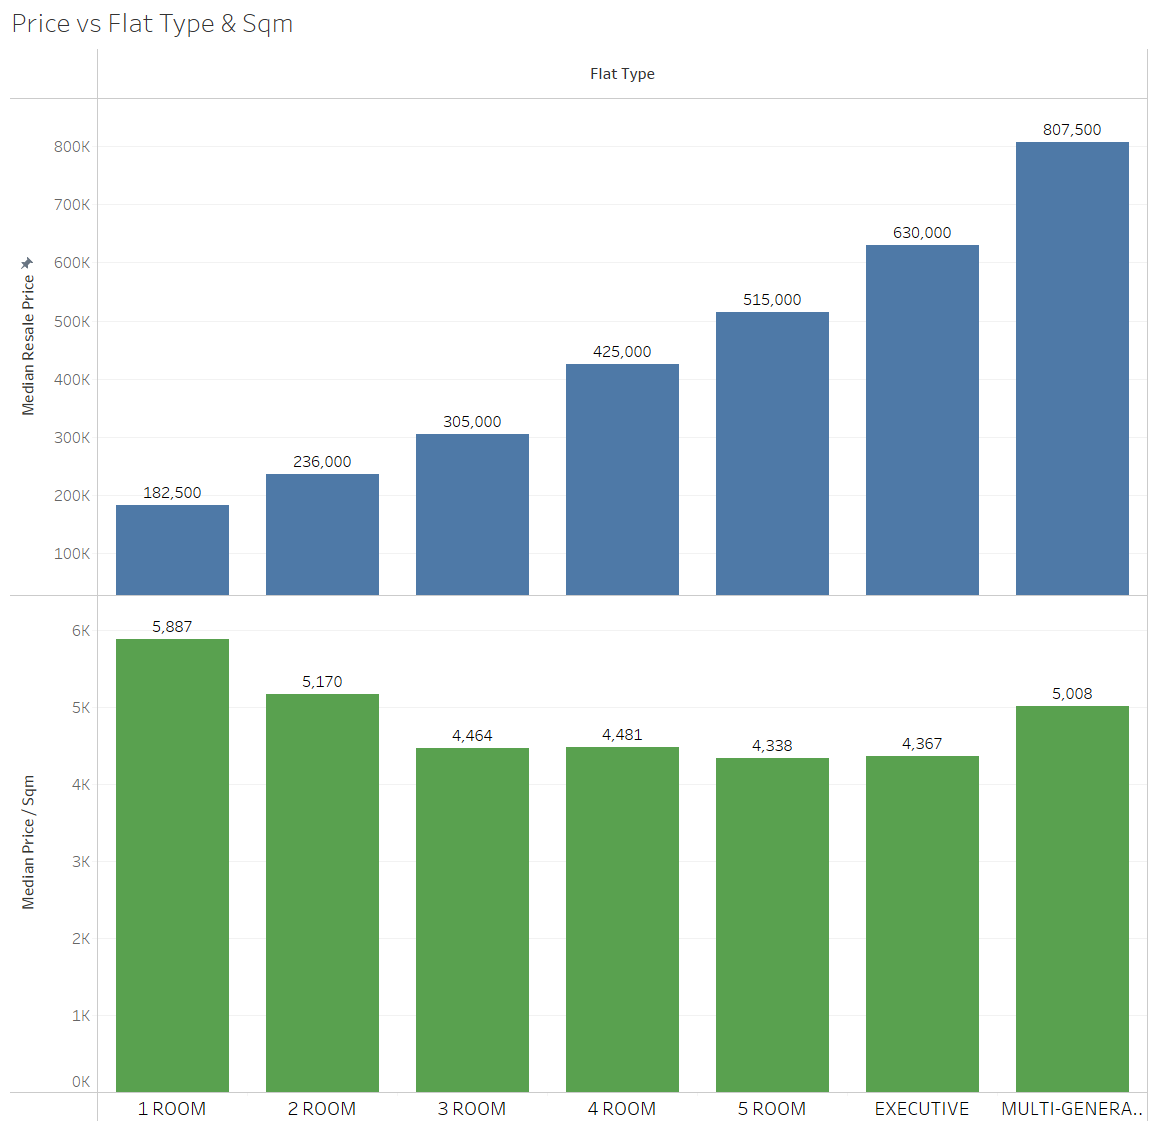 Price vs Flat Type & Sqm
Flat Type
Median Resale Price
800K
700K
600K
500K
400K
300K
200K
100K
182,500
236,000
305,000
425,000
515,000
630,000
807,500
Median Price / Sqm
6K
5K
4K
3K
2K
1K
0K
5,887
5,170
4,464
4,481
4,338
4,367
5,008
1 ROOM
2 ROOM
3 ROOM
4 ROOM
5 ROOM
EXECUTIVE
MULTI-GENERA..